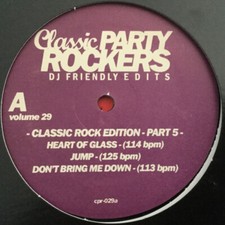 Classic PARTY
ROCKERS
DJ FRIENDLY EDITS
A
volume 29
- CLASSIC ROCK EDITION - PART 5 -
HEART OF GLASS - (114 bpm)
JUMP - (125 bpm)
DON'T BRING ME DOWN - (113 bpm)
cpr-029a